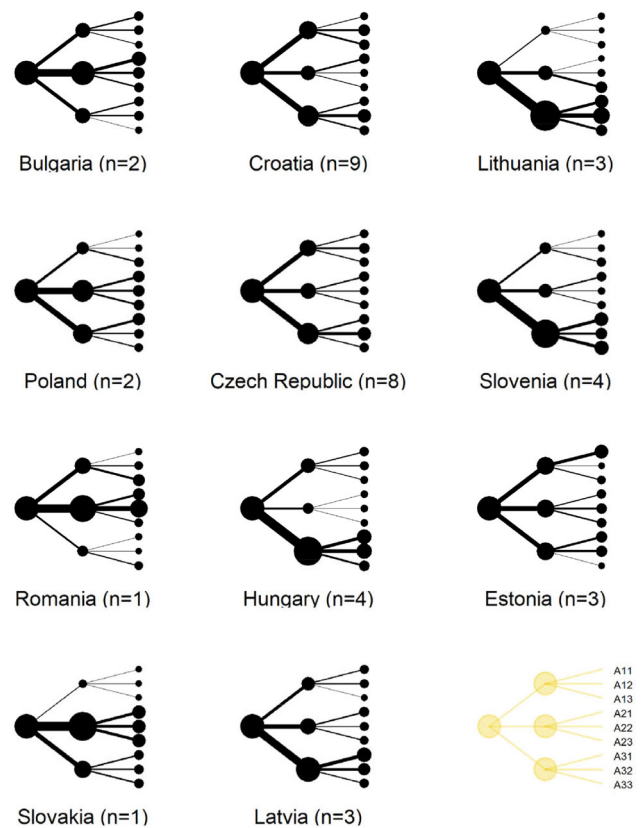 Bulgaria (n=2)
Croatia (n=9)
Lithuania (n=3)
Poland (n=2)
Czech Republic (n=8)
Slovenia (n=4)
Romania (n=1)
Hungary (n=4)
Estonia (n=3)
Slovakia (n=1)
Latvia (n=3)
A11
A12
A13
A21
A22
A23
A31
A32
A33